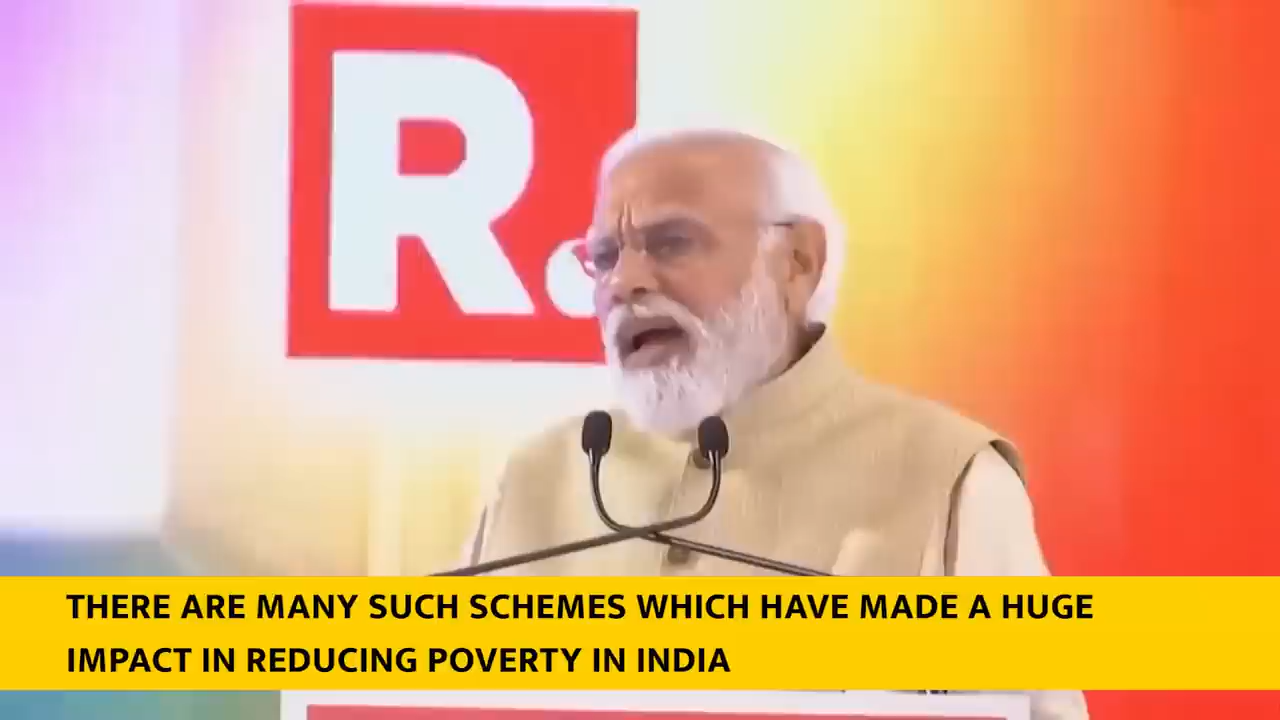 R.
THERE ARE MANY SUCH SCHEMES WHICH HAVE MADE A HUGE
IMPACT IN REDUCING POVERTY IN INDIA